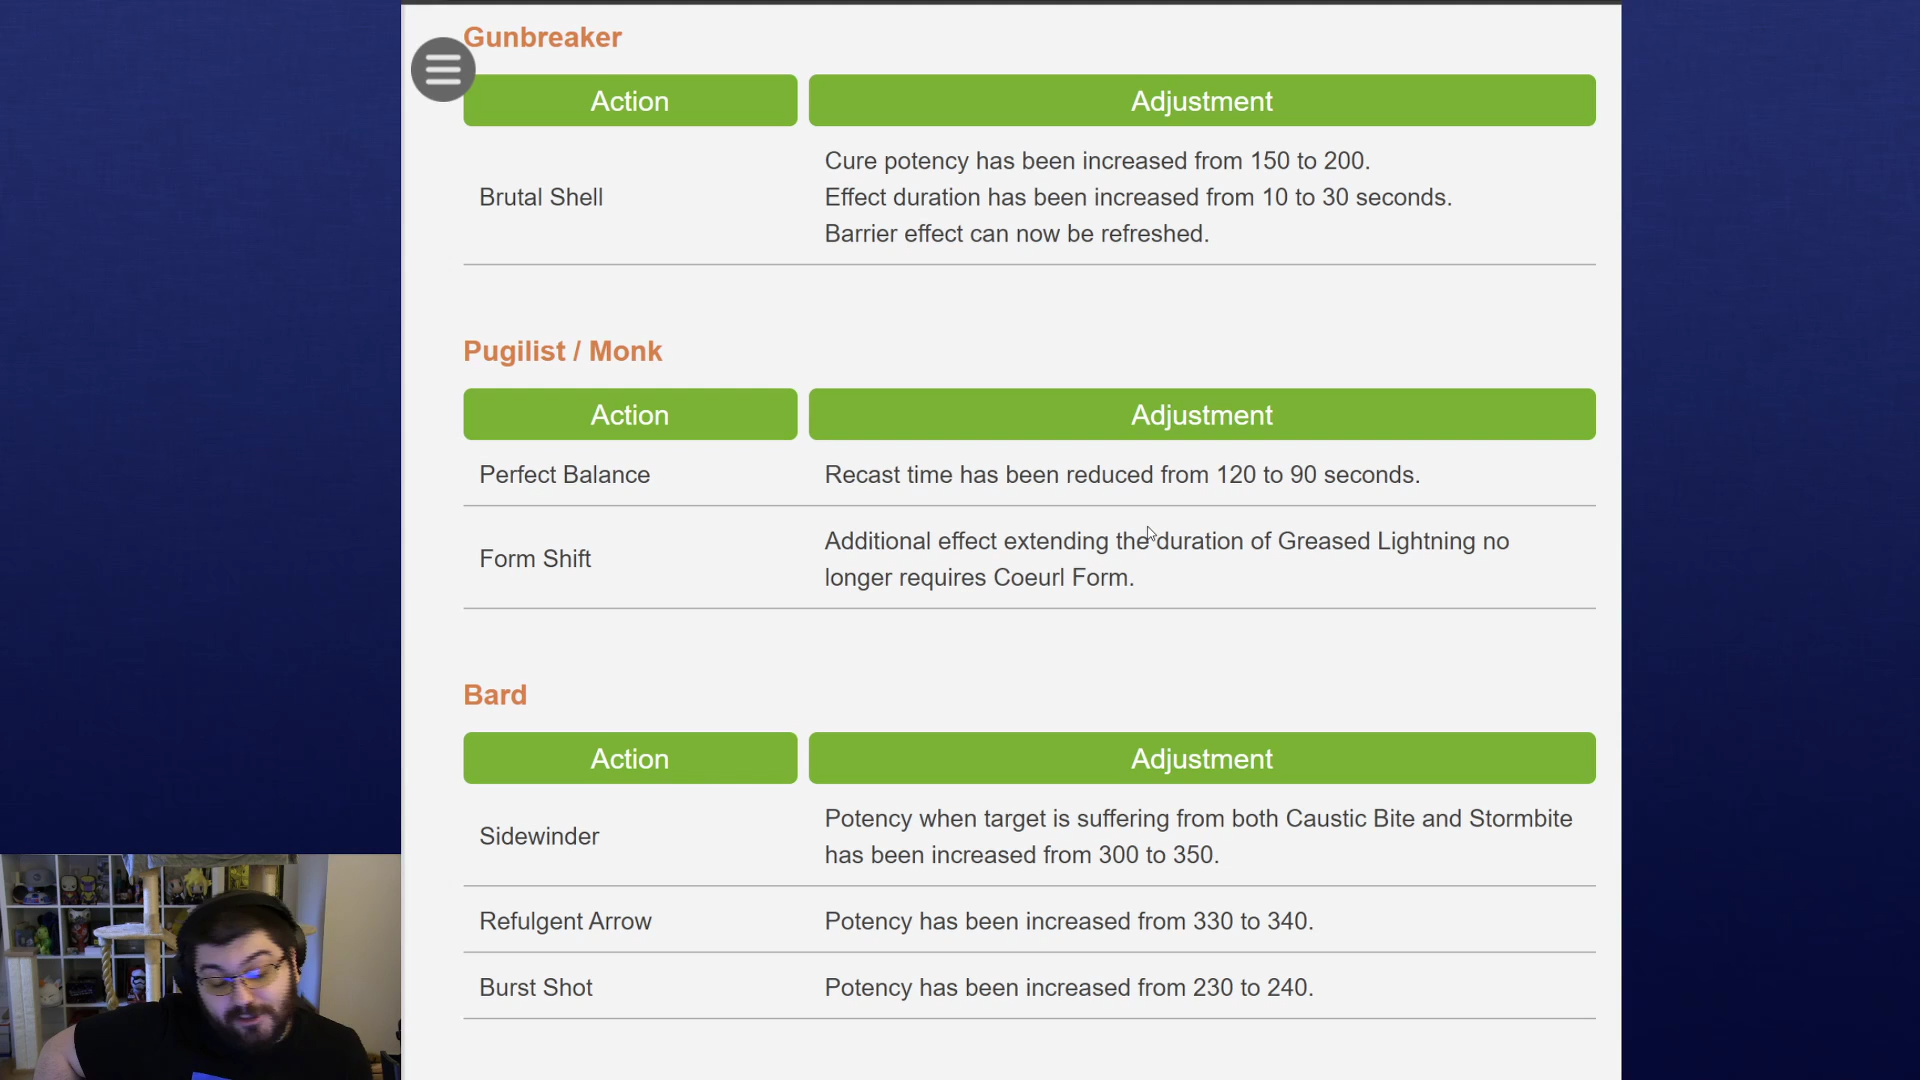 Gunbreaker
Action
Adjustment
Brutal Shell
Cure potency has been increased from 150 to 200.
Effect duration has been increased from 10 to 30 seconds.
Barrier effect can now be refreshed.
Pugilist / Monk
Action
Adjustment
Perfect Balance
Recast time has been reduced from 120 to 90 seconds.
Form Shift
Additional effect extending the duration of Greased Lightning no
longer requires Coeurl Form.
Bard
Action
Adjustment
Sidewinder
Potency when target is suffering from both Caustic Bite and Stormbite
has been increased from 300 to 350.
Refulgent Arrow
Potency has been increased from 330 to 340.
Burst Shot
Potency has been increased from 230 to 240.